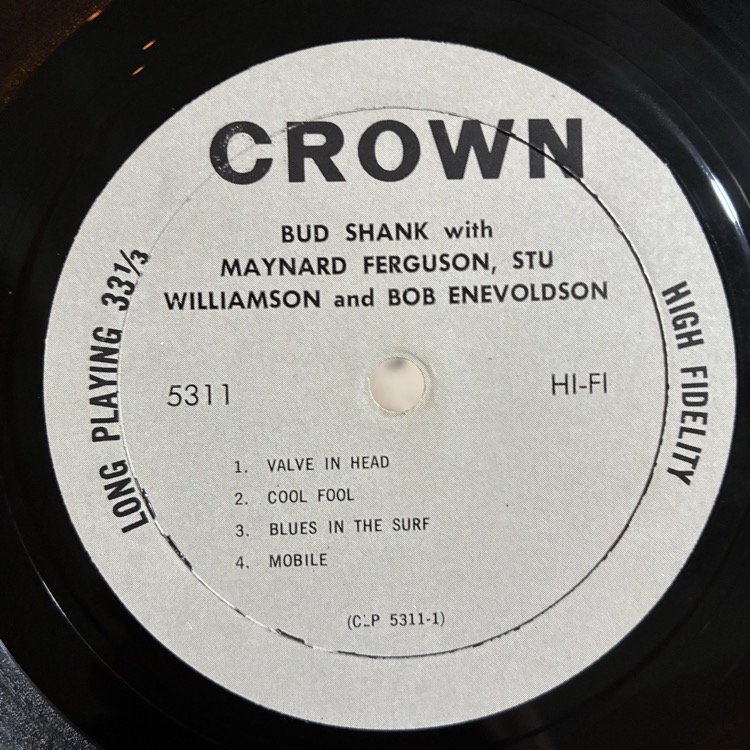 CROWN
BUD SHANK with
MAYNARD FERGUSON, STU
WILLIAMSON and BOB ENEVOLDSON
LONG PLAYING 33⅓
HIGH FIDELITY
5311
HI-FI
1. VALVE IN HEAD
2. COOL FOOL
3. BLUES IN THE SURF
4. MOBILE
(CLP 5311-1)